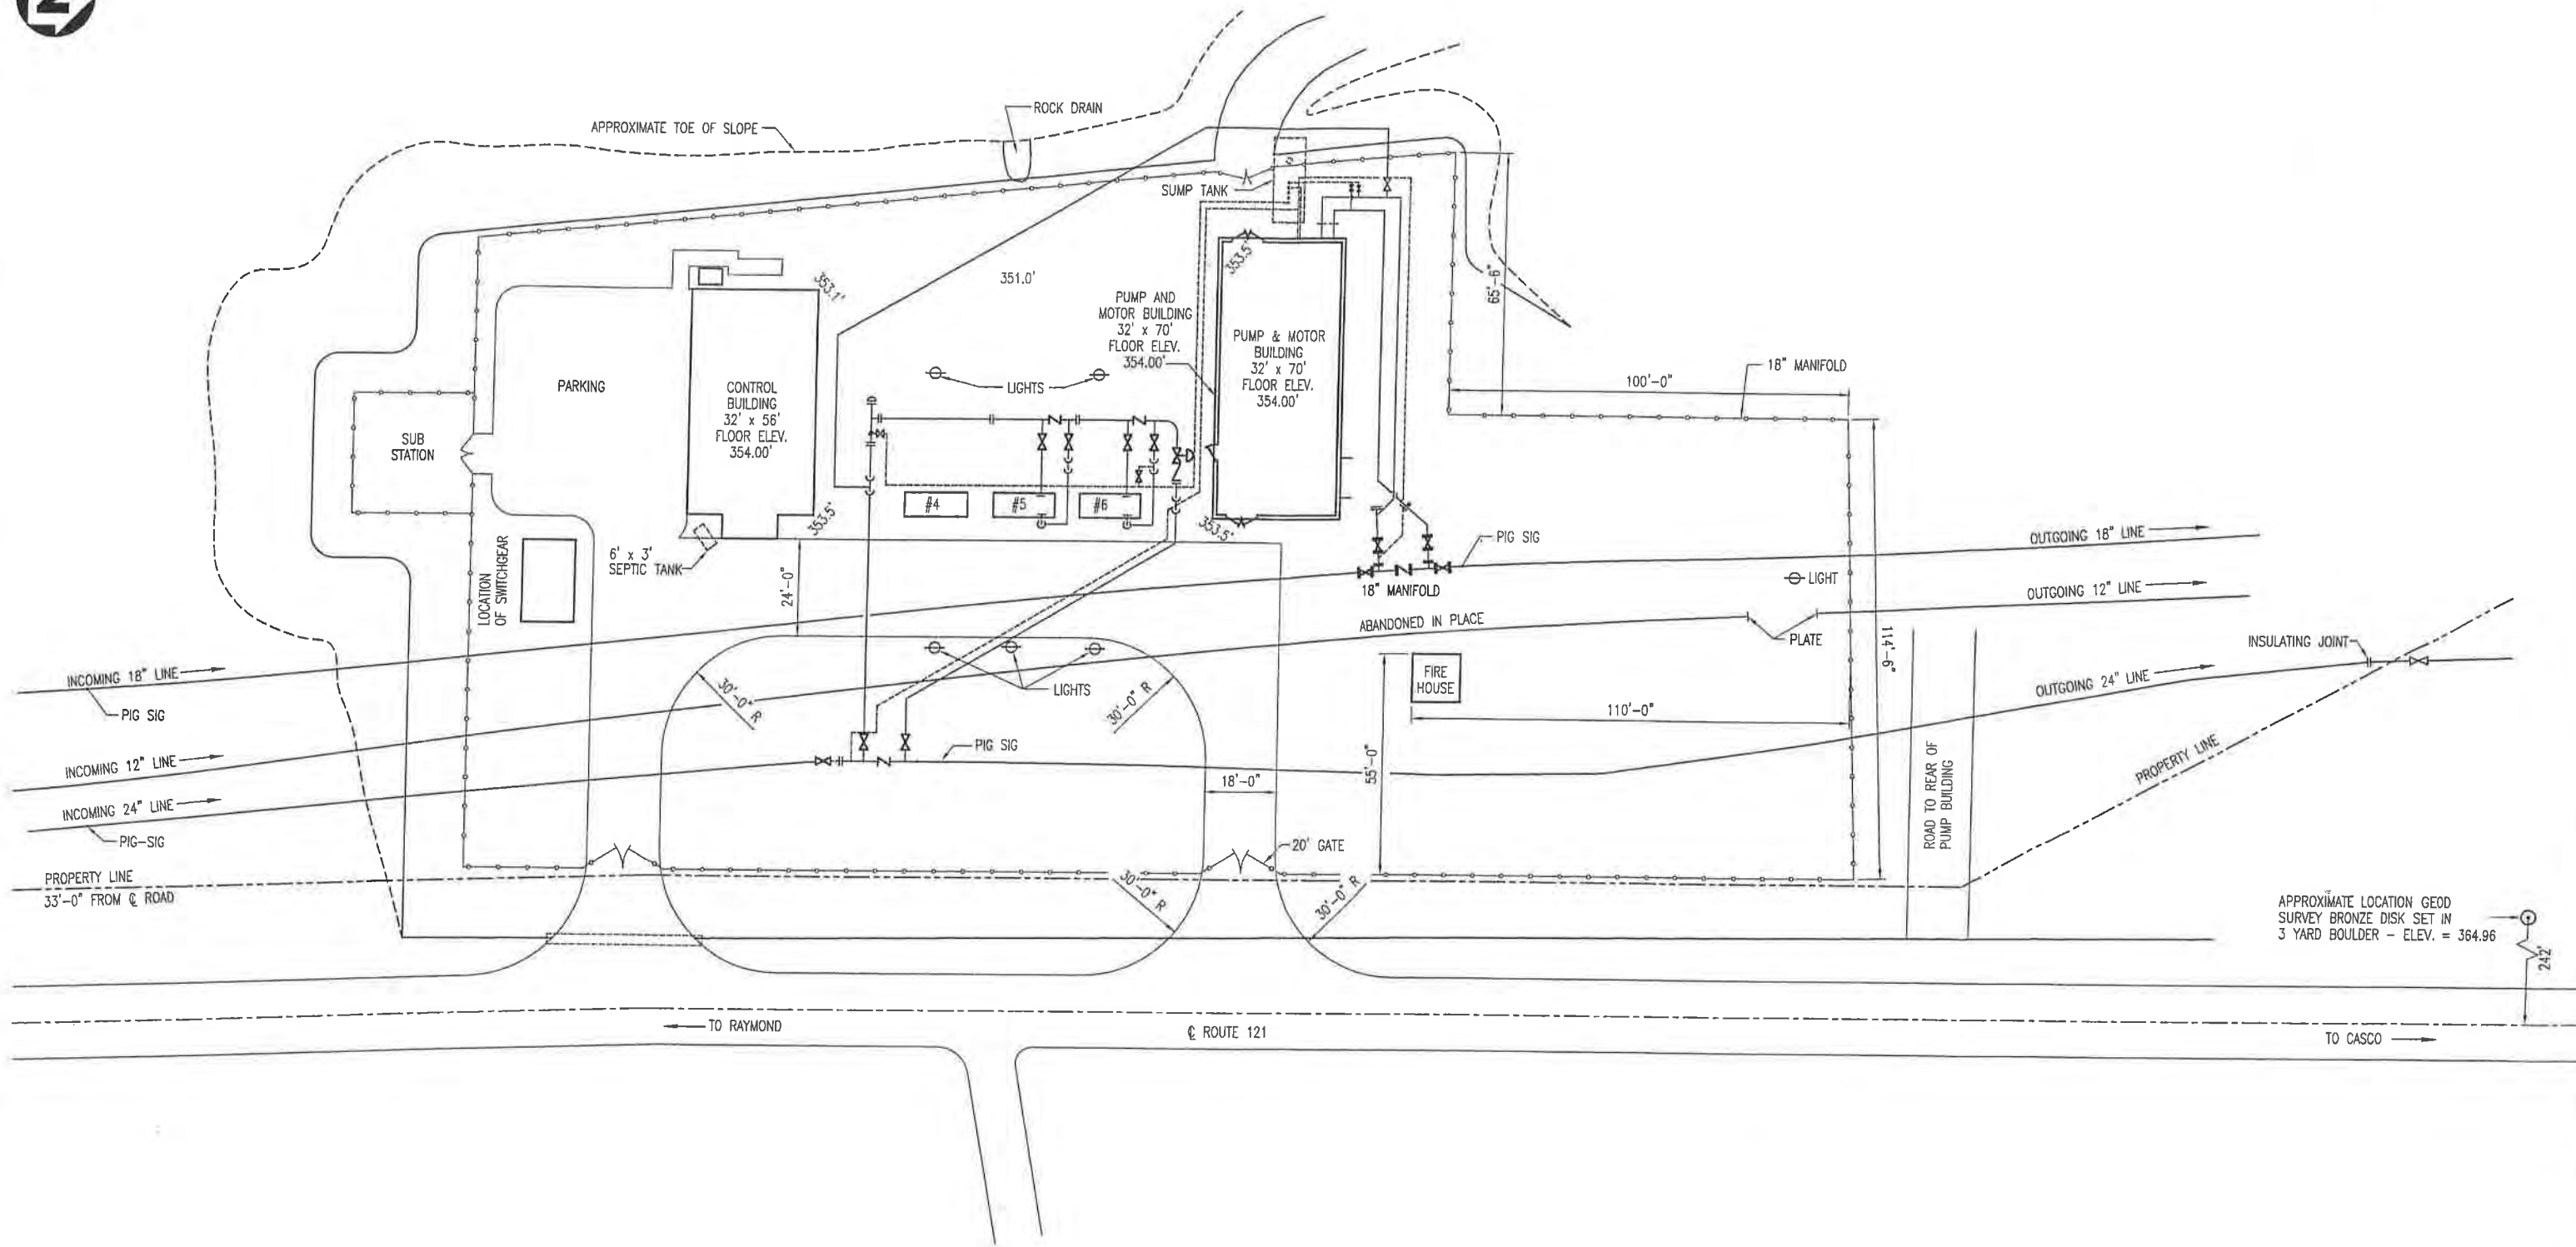 ROCK DRAIN
APPROXIMATE TOE OF SLOPE
SUMP TANK
353.5'
353.1'
351.0'
65'-6"
PUMP AND
MOTOR BUILDING
32' x 70'
FLOOR ELEV.
354.00'
PUMP & MOTOR
BUILDING
32' x 70'
FLOOR ELEV.
354.00'
18" MANIFOLD
100'-0"
PARKING
CONTROL
BUILDING
32' x 56'
FLOOR ELEV.
354.00'
LIGHTS
SUB
STATION
#4
#5
#6
353.5'
353.5'
LOCATION
OF SWITCHGEAR
6' x 3'
SEPTIC TANK
24'-0"
PIG SIG
18" MANIFOLD
OUTGOING 18" LINE
LIGHT
OUTGOING 12" LINE
ABANDONED IN PLACE
PLATE
114'-6"
INSULATING JOINT
INCOMING 18" LINE
PIG SIG
30'-0" R
LIGHTS
30'-0" R
FIRE
HOUSE
110'-0"
OUTGOING 24" LINE
INCOMING 12" LINE
PIG SIG
55'-0"
18'-0"
PROPERTY LINE
ROAD TO REAR OF
PUMP BUILDING
INCOMING 24" LINE
PIG-SIG
20' GATE
PROPERTY LINE
33'-0" FROM ℄ ROAD
30'-0" R
30'-0" R
APPROXIMATE LOCATION GEOD
SURVEY BRONZE DISK SET IN
3 YARD BOULDER - ELEV. = 364.96
242'
TO RAYMOND
℄ ROUTE 121
TO CASCO